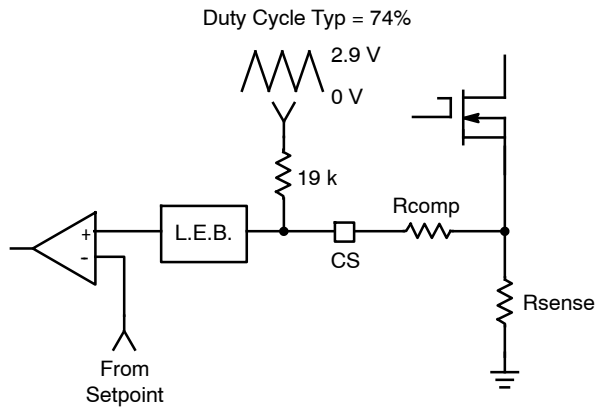 Duty Cycle Typ = 74%
2.9 V
0 V
19 k
Rcomp
+
L.E.B.
-
CS
Rsense
From
Setpoint